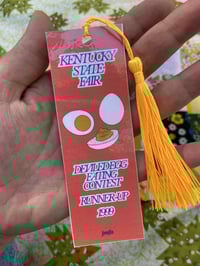 KENTUCKY
STATE
FAIR
DEVILED EGG
EATING
CONTEST
RUNNER-UP
1999